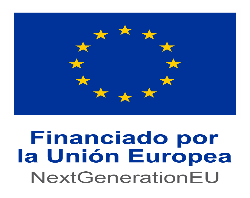 Financiado por
la Unión Europea
NextGenerationEU